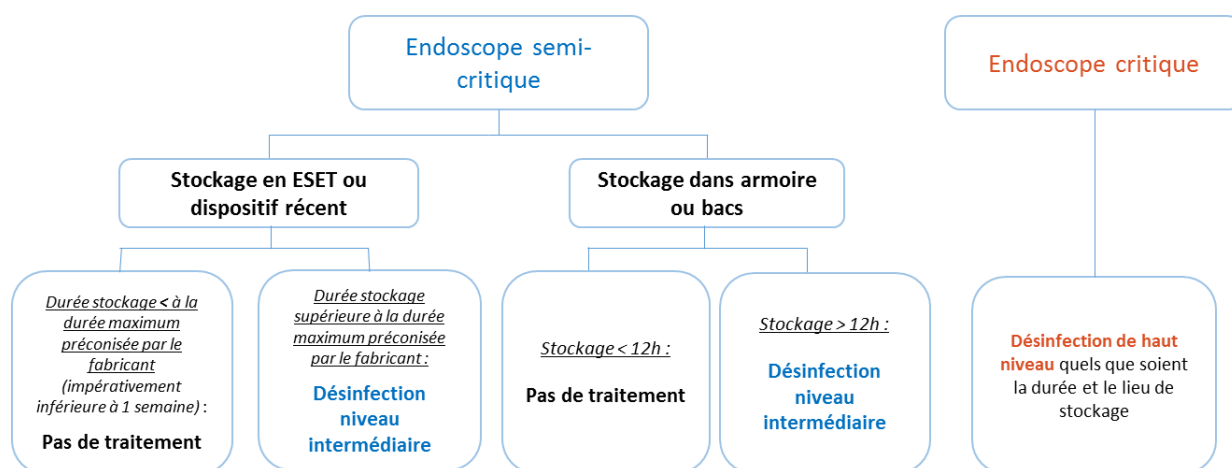 Endoscope semi-
critique
Endoscope critique
Stockage en ESET ou
dispositif récent
Stockage dans armoire
ou bacs
Durée stockage < à la
durée maximum
préconisée par le
fabricant
(impérativement
inférieure à 1 semaine) :
Pas de traitement
Durée stockage
supérieure à la durée
maximum préconisée
par le fabricant :
Désinfection
niveau
intermédiaire
Stockage < 12h :
Pas de traitement
Stockage > 12h :
Désinfection
niveau
intermédiaire
Désinfection de haut
niveau quels que soient
la durée et le lieu de
stockage